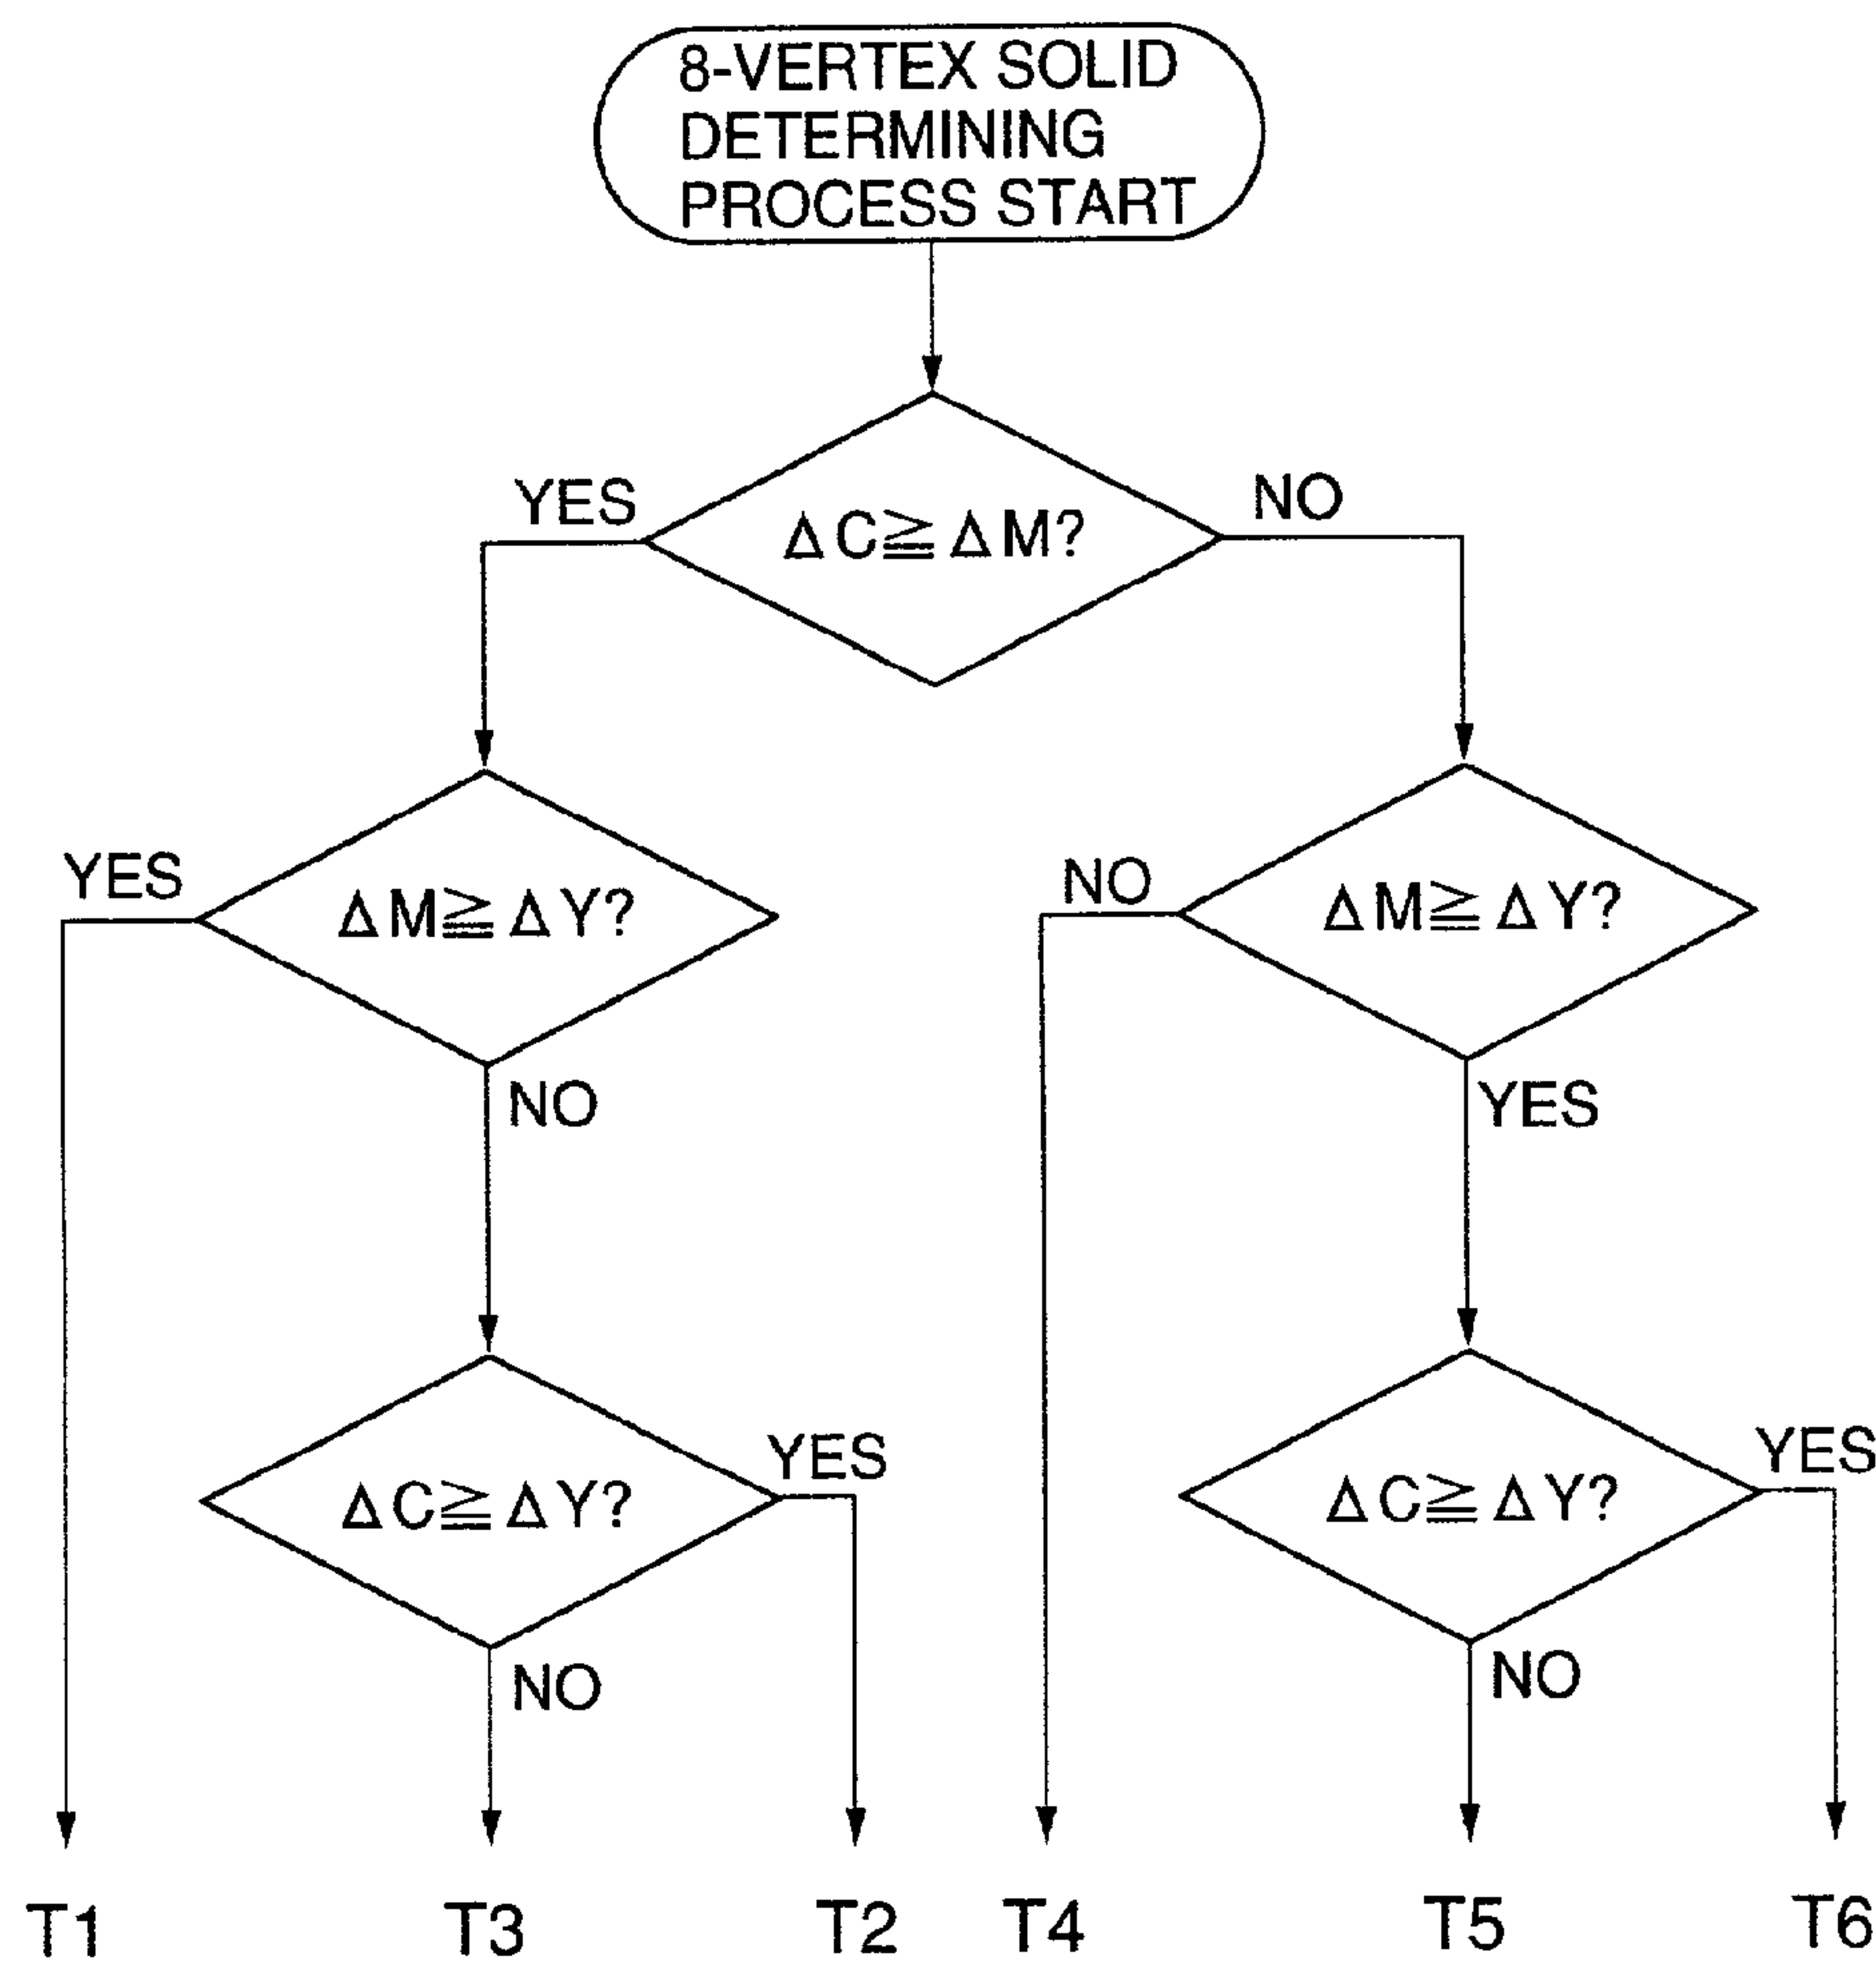 8-VERTEX SOLID
DETERMINING
PROCESS START
YES
ΔC≧ΔM?
NO
YES
ΔM≧ΔY?
NO
NO
ΔM≧ΔY?
YES
ΔC≧ΔY?
YES
NO
ΔC≧ΔY?
YES
NO
T1
T3
T2
T4
T5
T6